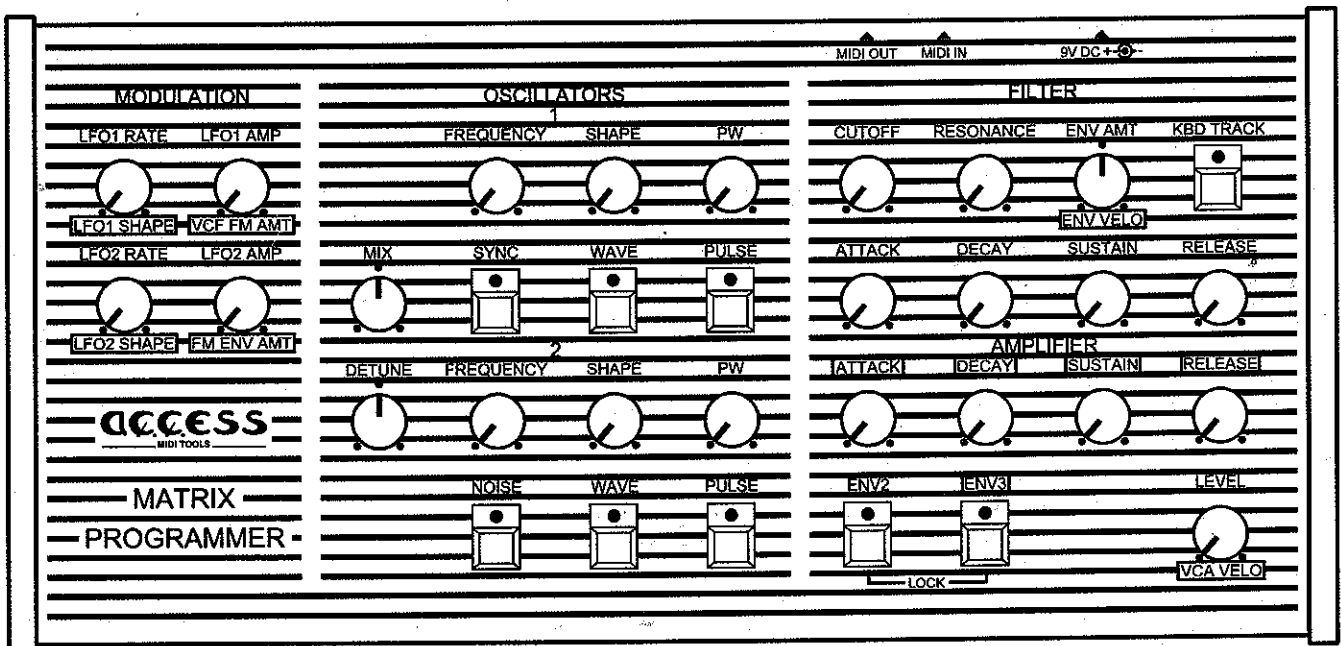 MIDI OUT MIDI IN 9V DC + -
MODULATION OSCILLATORS FILTER
1
LFO1 RATE LFO1 AMP FREQUENCY SHAPE PW CUTOFF RESONANCE ENV AMT KBD TRACK
LFO1 SHAPE VCF FM AMT ENV VELO
LFO2 RATE LFO2 AMP MIX SYNC WAVE PULSE ATTACK DECAY SUSTAIN RELEASE
LFO2 SHAPE FM ENV AMT
2 AMPLIFIER
DETUNE FREQUENCY SHAPE PW ATTACK DECAY SUSTAIN RELEASE
access
MIDI TOOLS
NOISE WAVE PULSE ENV2 ENV3 LEVEL
MATRIX
PROGRAMMER
LOCK VCA VELO